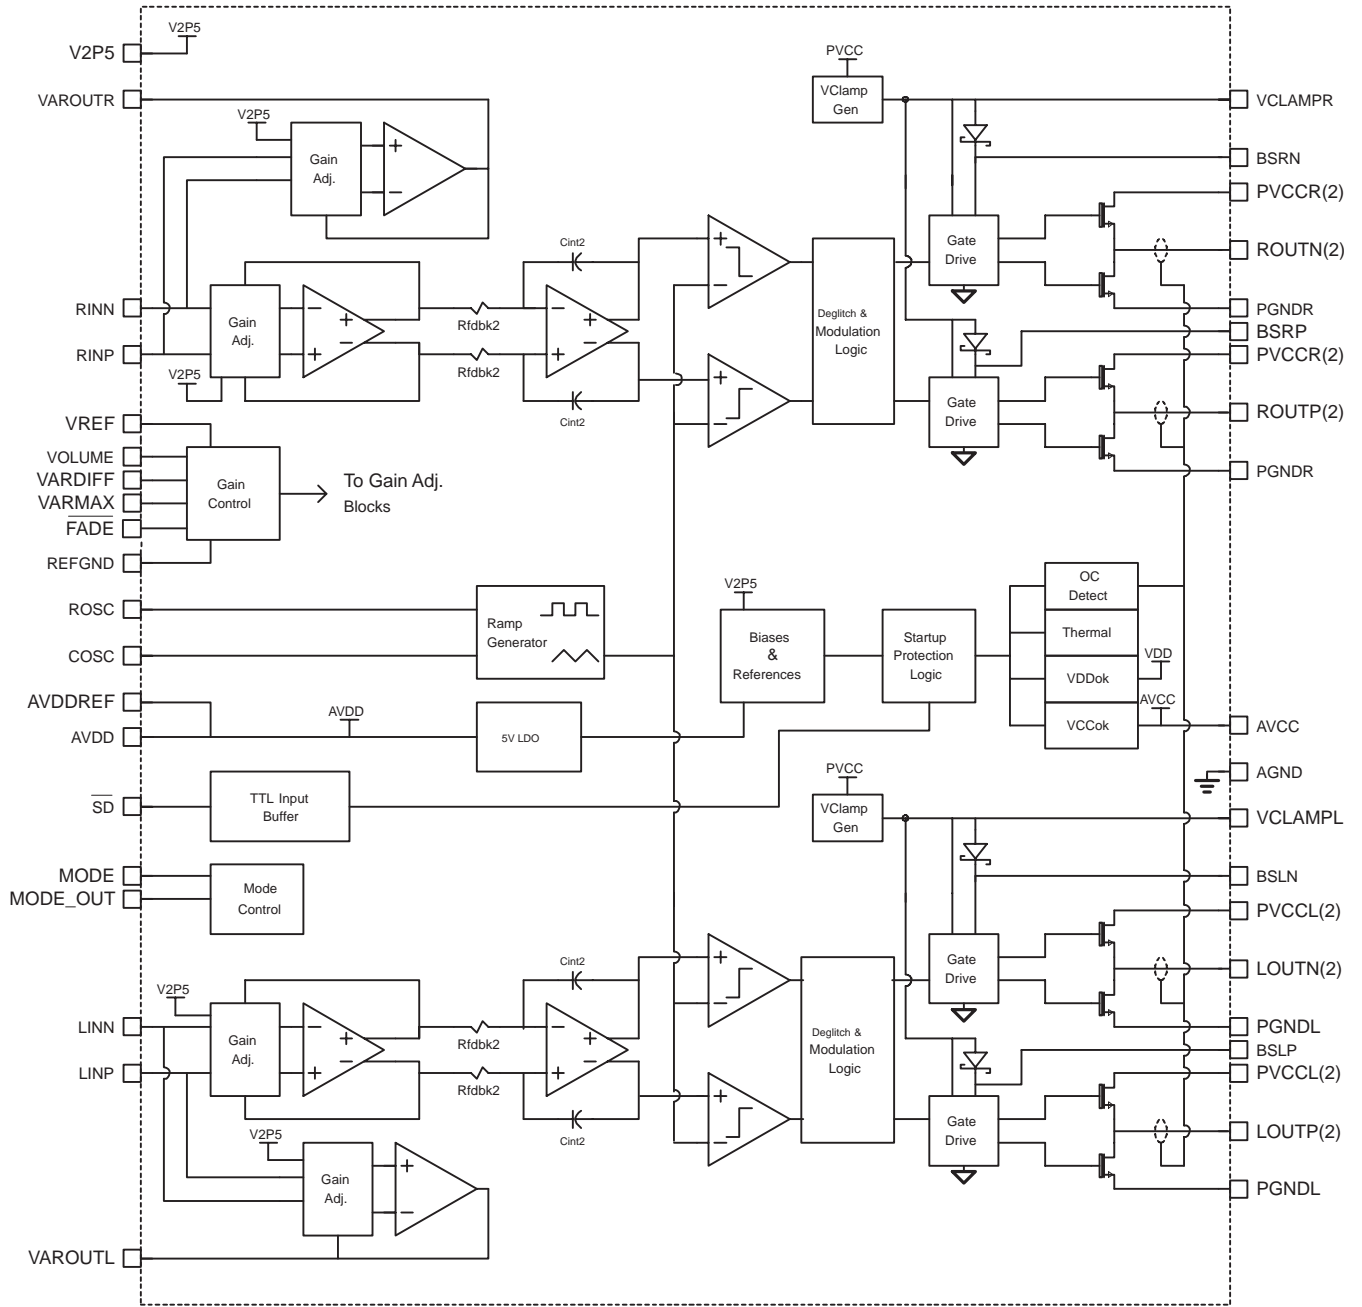 V2P5
V2P5
VAROUTR
V2P5
Gain
Adj.
+
−
PVCC
VClamp
Gen
VCLAMPR
BSRN
PVCCR(2)
Gate
Drive
ROUTN(2)
PGNDR
BSRP
PVCCR(2)
Gate
Drive
ROUTP(2)
PGNDR
RINN
RINP
Gain
Adj.
V2P5
−
+
+
−
Rfdbk2
Rfdbk2
Cint2
−
+
+
−
Cint2
+
−
+
−
Deglitch &
Modulation
Logic
VREF
VOLUME
VARDIFF
VARMAX
FADE
REFGND
Gain
Control
To Gain Adj.
Blocks
ROSC
COSC
Ramp
Generator
V2P5
Biases
&
References
Startup
Protection
Logic
OC
Detect
Thermal
VDDok
VCCok
VDD
AVCC
AVCC
AGND
AVDDREF
AVDD
AVDD
5V LDO
SD
TTL Input
Buffer
MODE
MODE_OUT
Mode
Control
PVCC
VClamp
Gen
VCLAMPL
BSLN
PVCCL(2)
Gate
Drive
LOUTN(2)
PGNDL
BSLP
PVCCL(2)
Gate
Drive
LOUTP(2)
PGNDL
V2P5
LINN
LINP
Gain
Adj.
−
+
+
−
Rfdbk2
Rfdbk2
Cint2
−
+
+
−
Cint2
+
−
+
−
Deglitch &
Modulation
Logic
V2P5
Gain
Adj.
+
−
VAROUTL